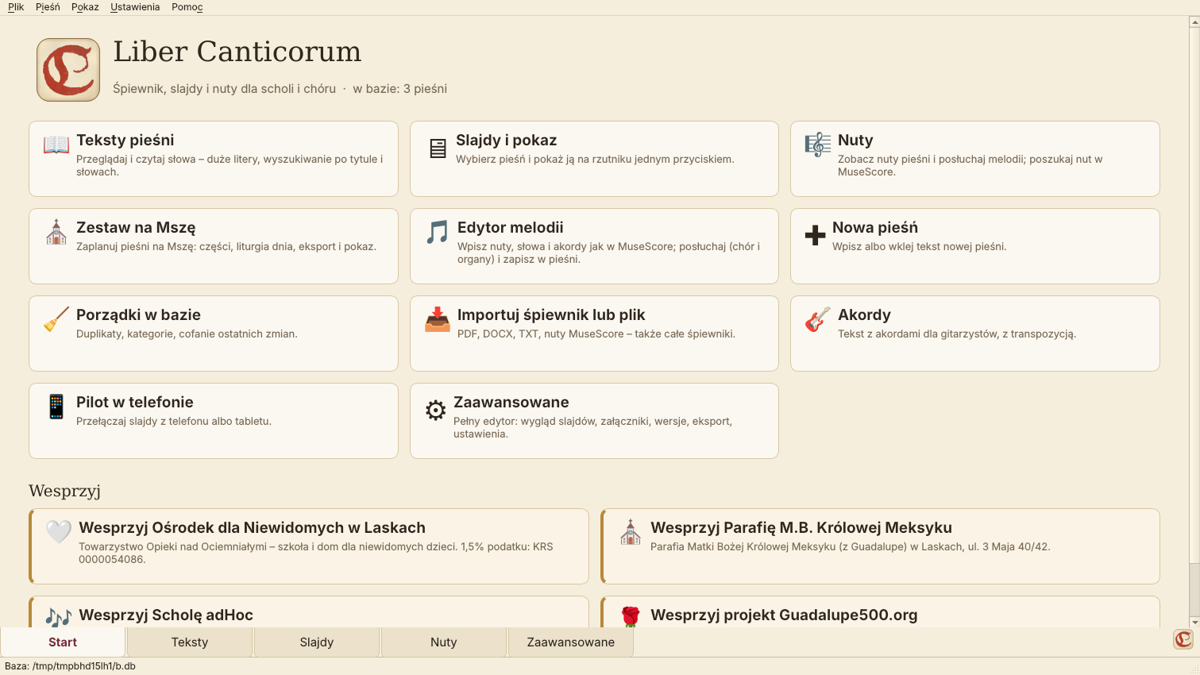 Plik Pieśń Pokaz Ustawienia Pomoc
Liber Canticorum
Śpiewnik, slajdy i nuty dla scholi i chóru · w bazie: 3 pieśni
Teksty pieśni
Przeglądaj i czytaj słowa – duże litery, wyszukiwanie po tytule i
słowach.
Slajdy i pokaz
Wybierz pieśń i pokaż ją na rzutniku jednym przyciskiem.
Nuty
Zobacz nuty pieśni i posłuchaj melodii; poszukaj nut w
MuseScore.
Zestaw na Mszę
Zaplanuj pieśni na Mszę: części, liturgia dnia, eksport i pokaz.
Edytor melodii
Wpisz nuty, słowa i akordy jak w MuseScore; posłuchaj (chór i
organy) i zapisz w pieśni.
Nowa pieśń
Wpisz albo wklej tekst nowej pieśni.
Porządki w bazie
Duplikaty, kategorie, cofanie ostatnich zmian.
Importuj śpiewnik lub plik
PDF, DOCX, TXT, nuty MuseScore – także całe śpiewniki.
Akordy
Tekst z akordami dla gitarzystów, z transpozycją.
Pilot w telefonie
Przełączaj slajdy z telefonu albo tabletu.
Zaawansowane
Pełny edytor: wygląd slajdów, załączniki, wersje, eksport,
ustawienia.
Wesprzyj
Wesprzyj Ośrodek dla Niewidomych w Laskach
Towarzystwo Opieki nad Ociemniałymi – szkoła i dom dla niewidomych dzieci. 1,5% podatku: KRS
0000054086.
Wesprzyj Parafię M.B. Królowej Meksyku
Parafia Matki Bożej Królowej Meksyku (z Guadalupe) w Laskach, ul. 3 Maja 40/42.
Wesprzyj Scholę adHoc
Wesprzyj projekt Guadalupe500.org
Start Teksty Slajdy Nuty Zaawansowane
Baza: /tmp/tmpbhd15lh1/b.db